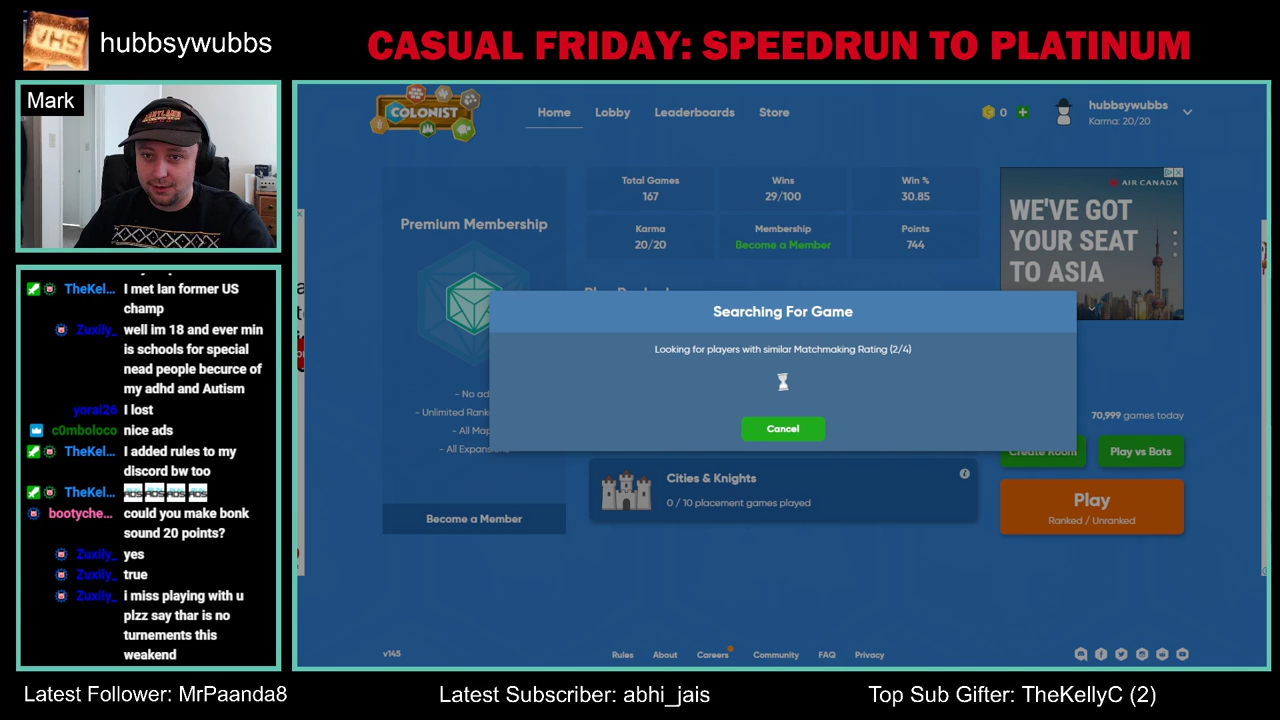 VHS
hubbsywubbs
CASUAL FRIDAY: SPEEDRUN TO PLATINUM
Mark
COLONIST
Home
Lobby
Leaderboards
Store
0
hubbsywubbs
Karma: 20/20
Premium Membership
Total Games
167
Wins
29/100
Win %
30.85
Karma
20/20
Membership
Become a Member
Points
744
AIR CANADA
WE'VE GOT
YOUR SEAT
TO ASIA
Searching For Game
Looking for players with similar Matchmaking Rating (2/4)
Cancel
- No ad
- Unlimited Rank
- All Map
- All Expan
Become a Member
Cities & Knights
0 / 10 placement games played
70,999 games today
Create Room
Play vs Bots
Play
Ranked / Unranked
v145
Rules
About
Careers
Community
FAQ
Privacy
TheKel... I met Ian former US
champ
Zuxily_ well im 18 and ever min
is schools for special
nead people becurce of
my adhd and Autism
yoral26 I lost
c0mboloco nice ads
TheKel... I added rules to my
discord bw too
TheKel... ADS ADS ADS ADS
bootyche... could you make bonk
sound 20 points?
Zuxily_ yes
Zuxily_ true
Zuxily_ i miss playing with u
plzz say thar is no
turnements this
weakend
Latest Follower: MrPaanda8
Latest Subscriber: abhi_jais
Top Sub Gifter: TheKellyC (2)